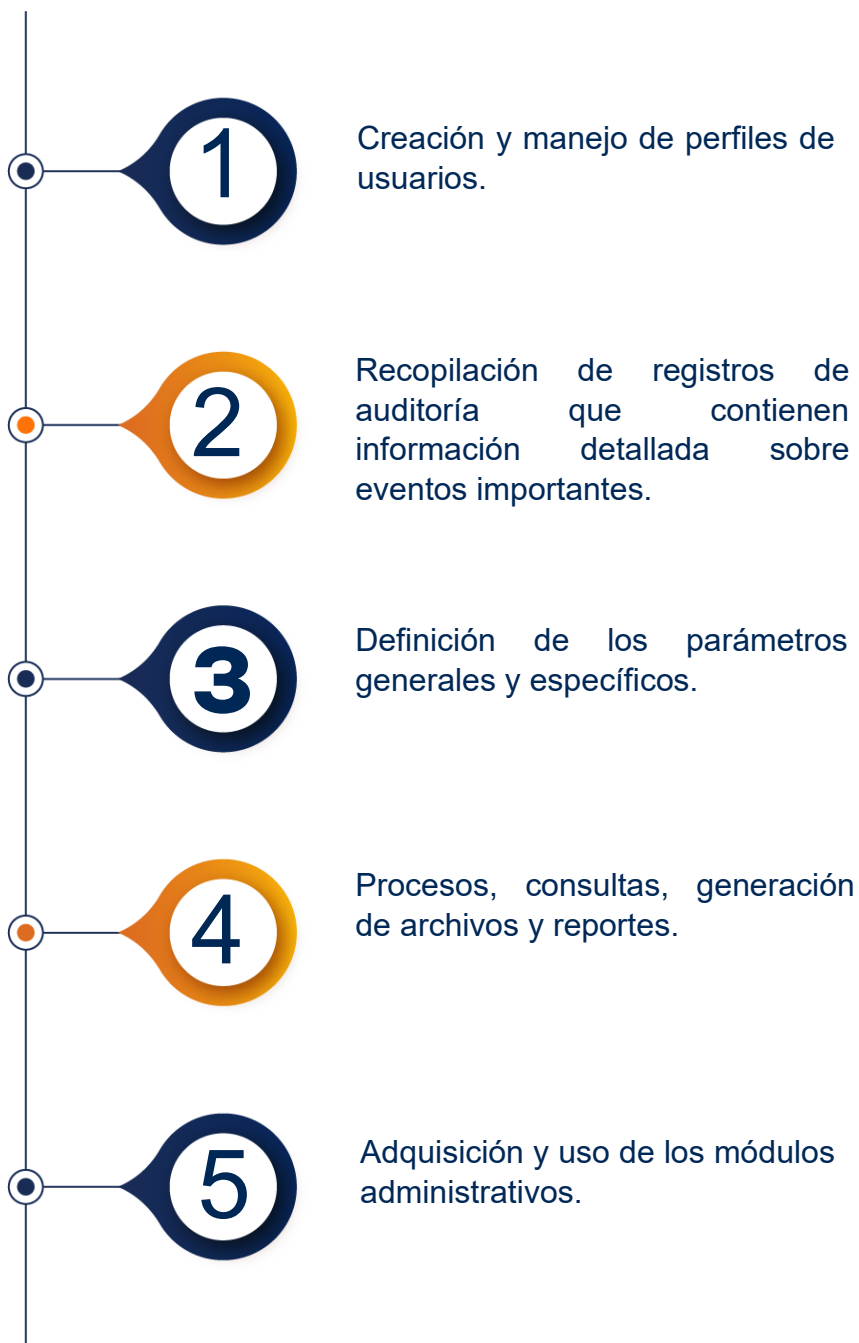 1
Creación y manejo de perfiles de
usuarios.
2
Recopilación de registros de
auditoría que contienen
información detallada sobre
eventos importantes.
3
Definición de los parámetros
generales y específicos.
4
Procesos, consultas, generación
de archivos y reportes.
5
Adquisición y uso de los módulos
administrativos.